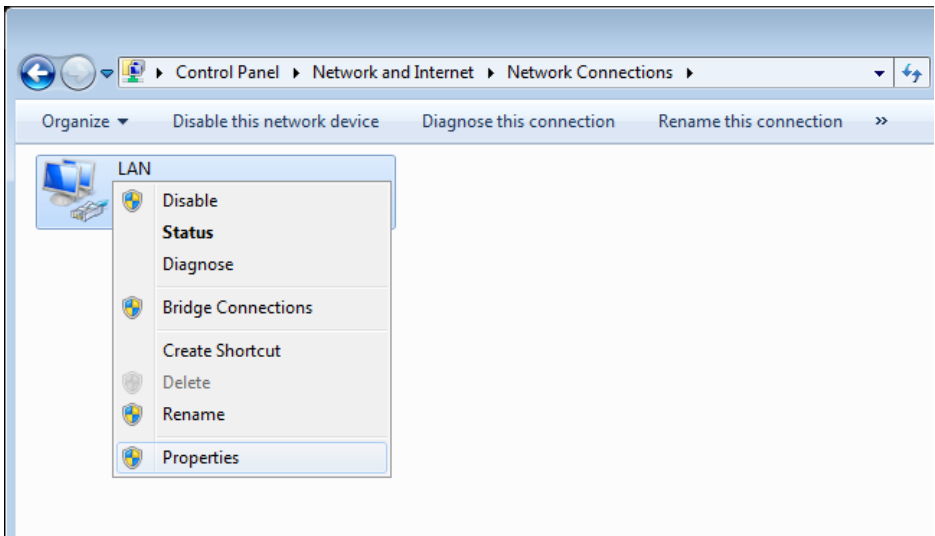 Control Panel Network and Internet Network Connections
Organize Disable this network device Diagnose this connection Rename this connection »
LAN
Disable
Status
Diagnose
Bridge Connections
Create Shortcut
Delete
Rename
Properties